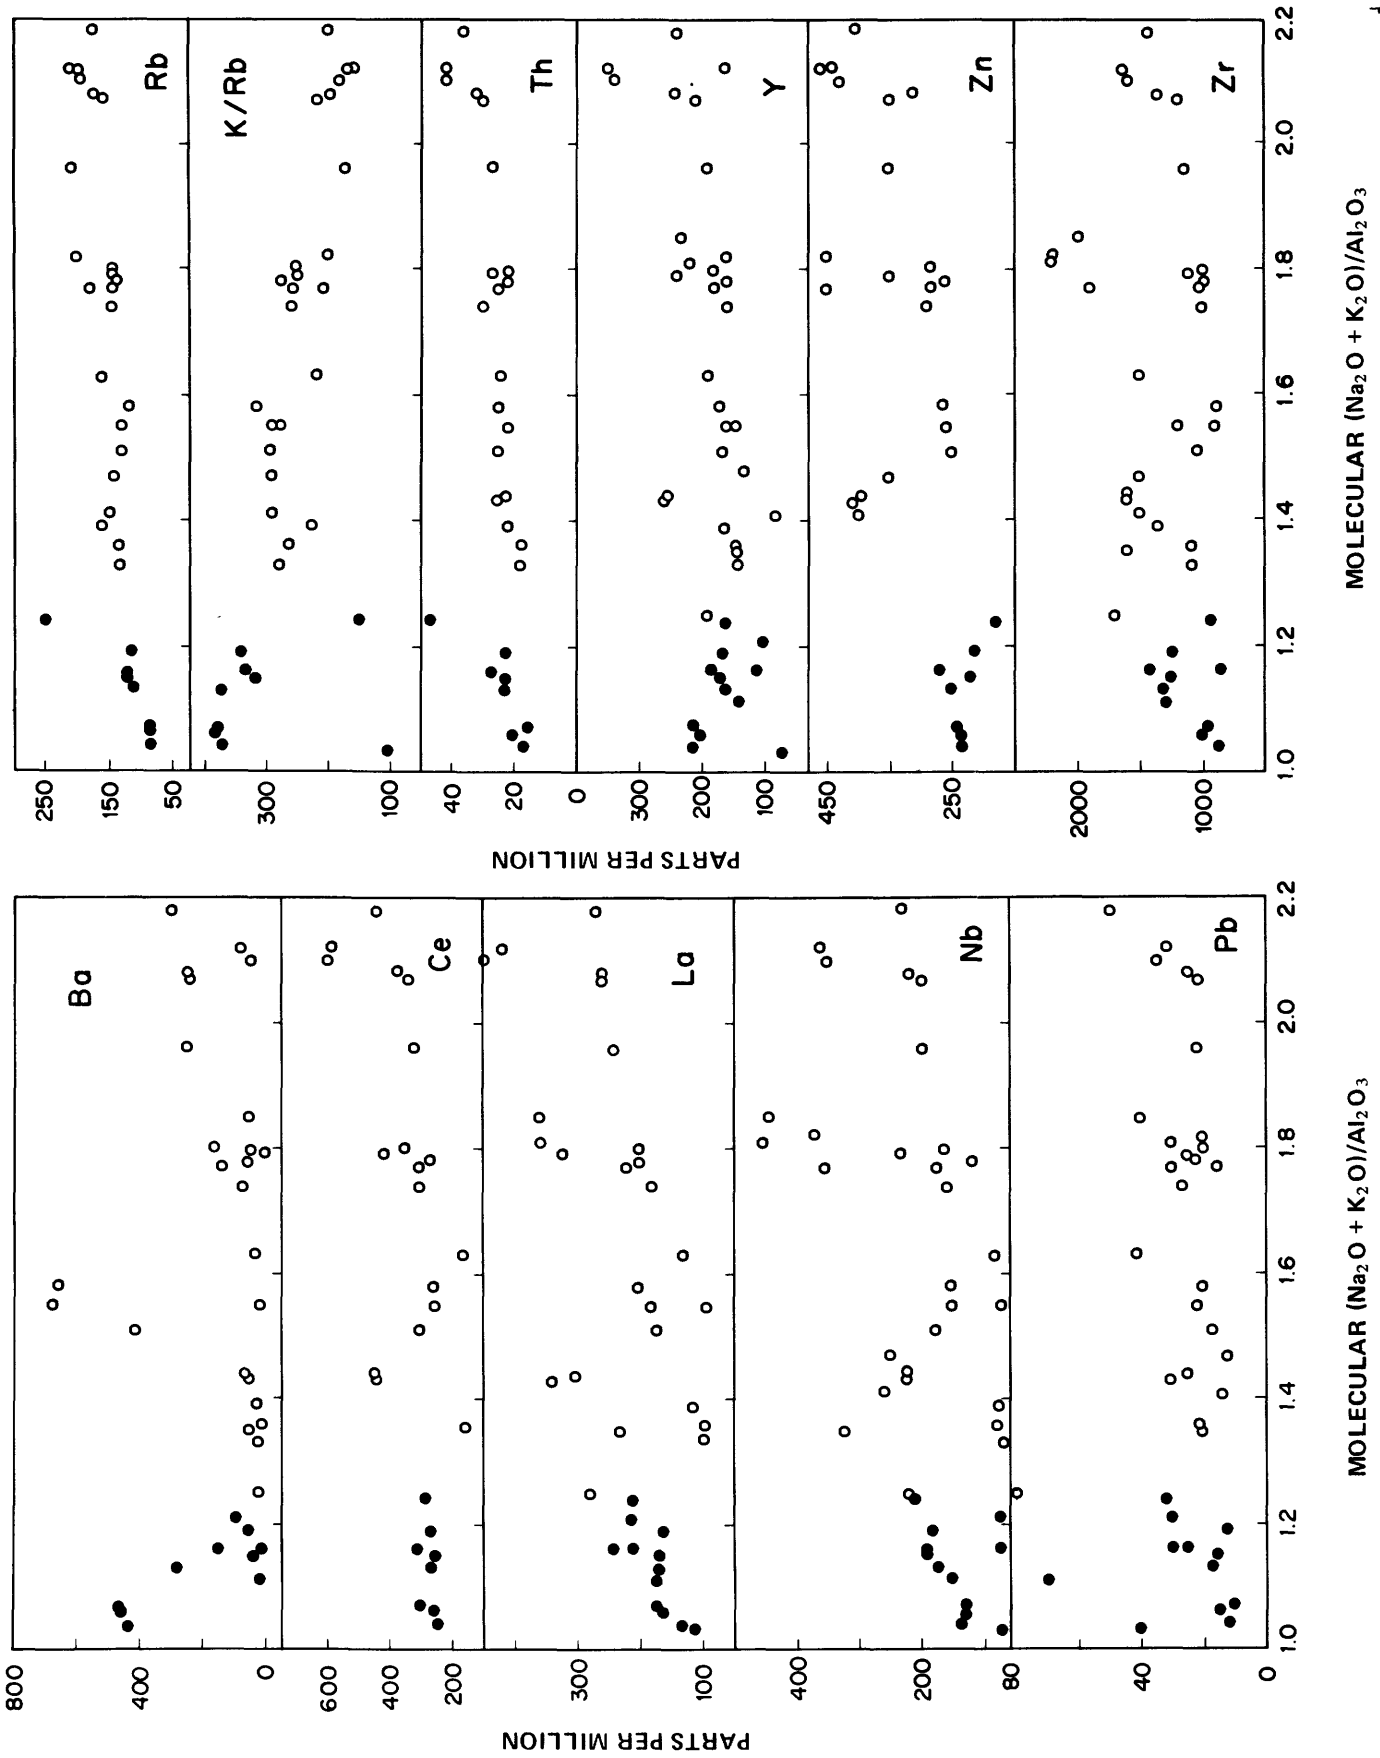 Ba
Ce
La
Nb
Pb
800
400
0
600
400
200
300
100
400
200
80
40
0
1.0
1.2
1.4
1.6
1.8
2.0
2.2
PARTS PER MILLION
MOLECULAR (Na₂O + K₂O)/Al₂O₃
Rb
K/Rb
Th
Y
Zn
Zr
250
150
50
300
40
20
0
200
100
450
250
2000
1000
1.0
1.2
1.4
1.6
1.8
2.0
2.2
PARTS PER MILLION
MOLECULAR (Na₂O + K₂O)/Al₂O₃